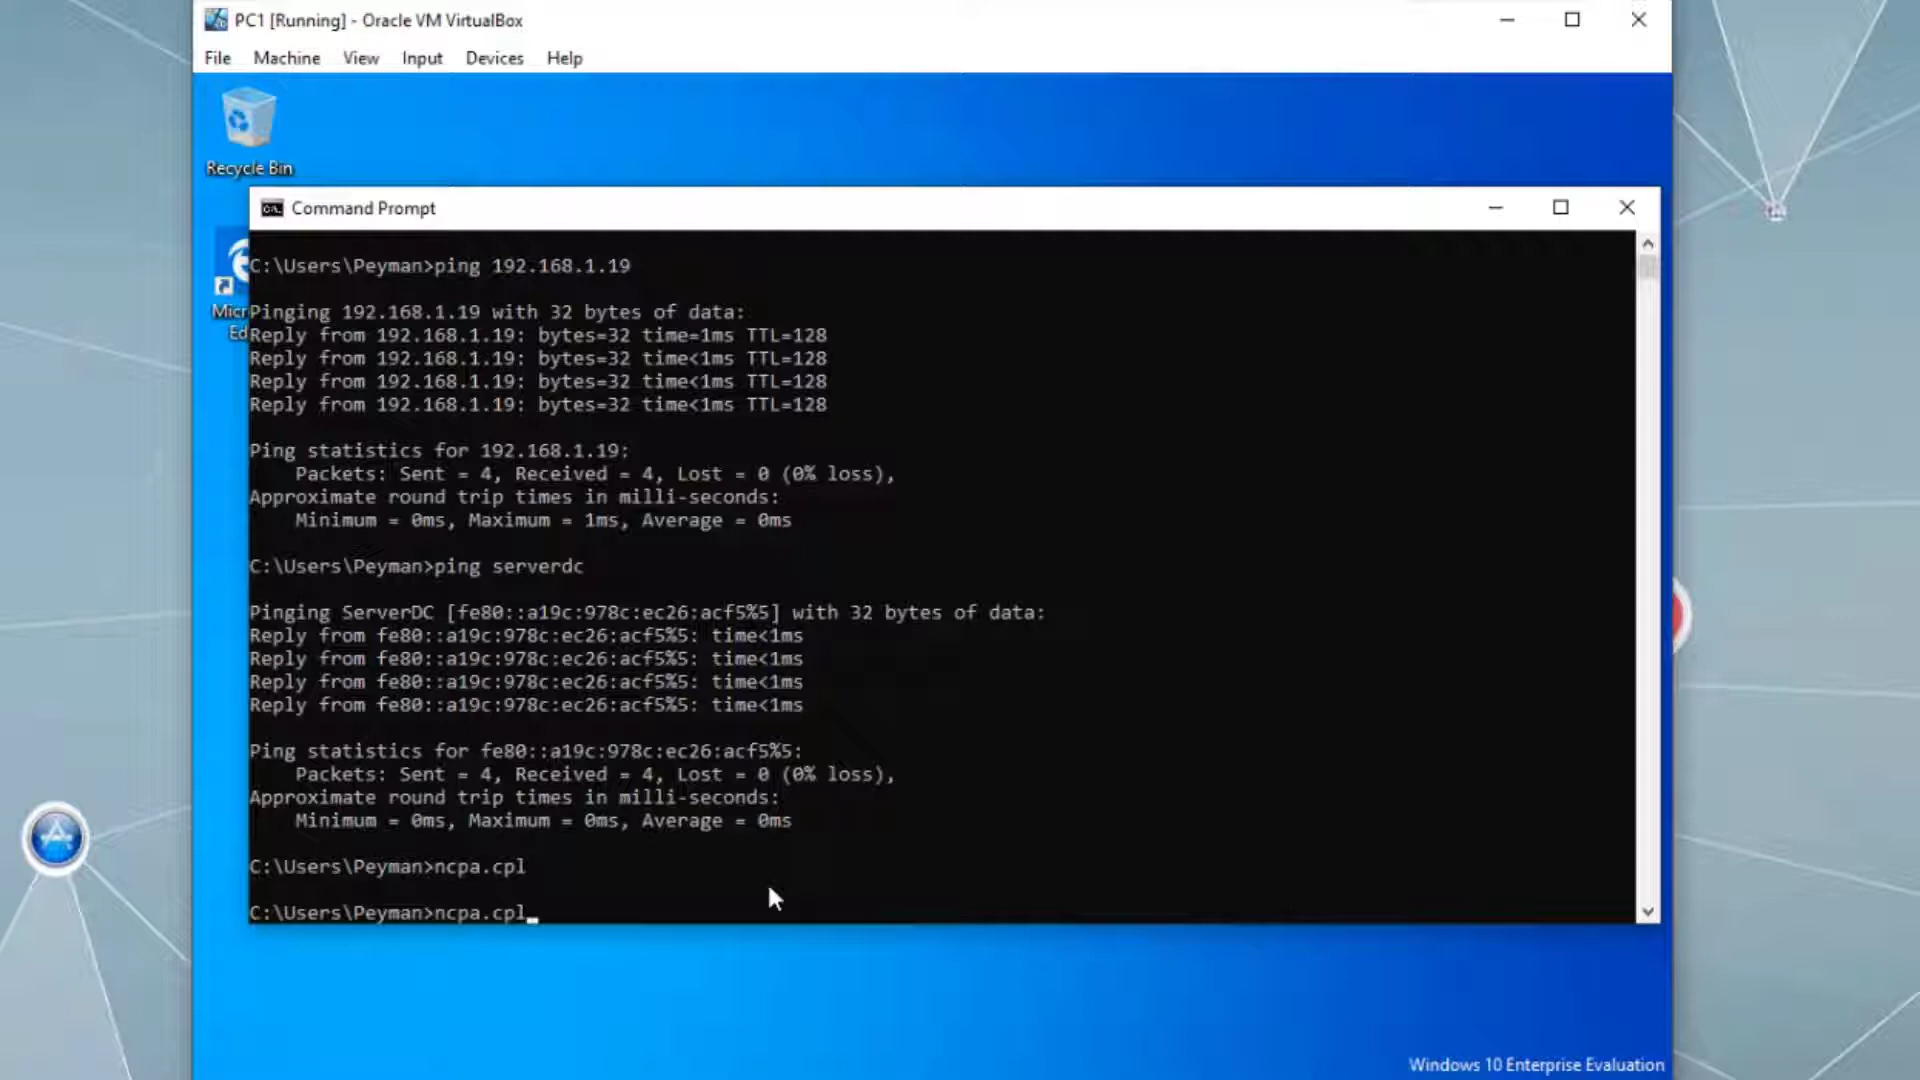 PC1 [Running] - Oracle VM VirtualBox
File Machine View Input Devices Help
Recycle Bin
Command Prompt
Micr
Ed
C:\Users\Peyman>ping 192.168.1.19
Pinging 192.168.1.19 with 32 bytes of data:
Reply from 192.168.1.19: bytes=32 time=1ms TTL=128
Reply from 192.168.1.19: bytes=32 time<1ms TTL=128
Reply from 192.168.1.19: bytes=32 time<1ms TTL=128
Reply from 192.168.1.19: bytes=32 time<1ms TTL=128
Ping statistics for 192.168.1.19:
Packets: Sent = 4, Received = 4, Lost = 0 (0% loss),
Approximate round trip times in milli-seconds:
Minimum = 0ms, Maximum = 1ms, Average = 0ms
C:\Users\Peyman>ping serverdc
Pinging ServerDC [fe80::a19c:978c:ec26:acf5%5] with 32 bytes of data:
Reply from fe80::a19c:978c:ec26:acf5%5: time<1ms
Reply from fe80::a19c:978c:ec26:acf5%5: time<1ms
Reply from fe80::a19c:978c:ec26:acf5%5: time<1ms
Reply from fe80::a19c:978c:ec26:acf5%5: time<1ms
Ping statistics for fe80::a19c:978c:ec26:acf5%5:
Packets: Sent = 4, Received = 4, Lost = 0 (0% loss),
Approximate round trip times in milli-seconds:
Minimum = 0ms, Maximum = 0ms, Average = 0ms
C:\Users\Peyman>ncpa.cpl
C:\Users\Peyman>ncpa.cpl_
Windows 10 Enterprise Evaluation